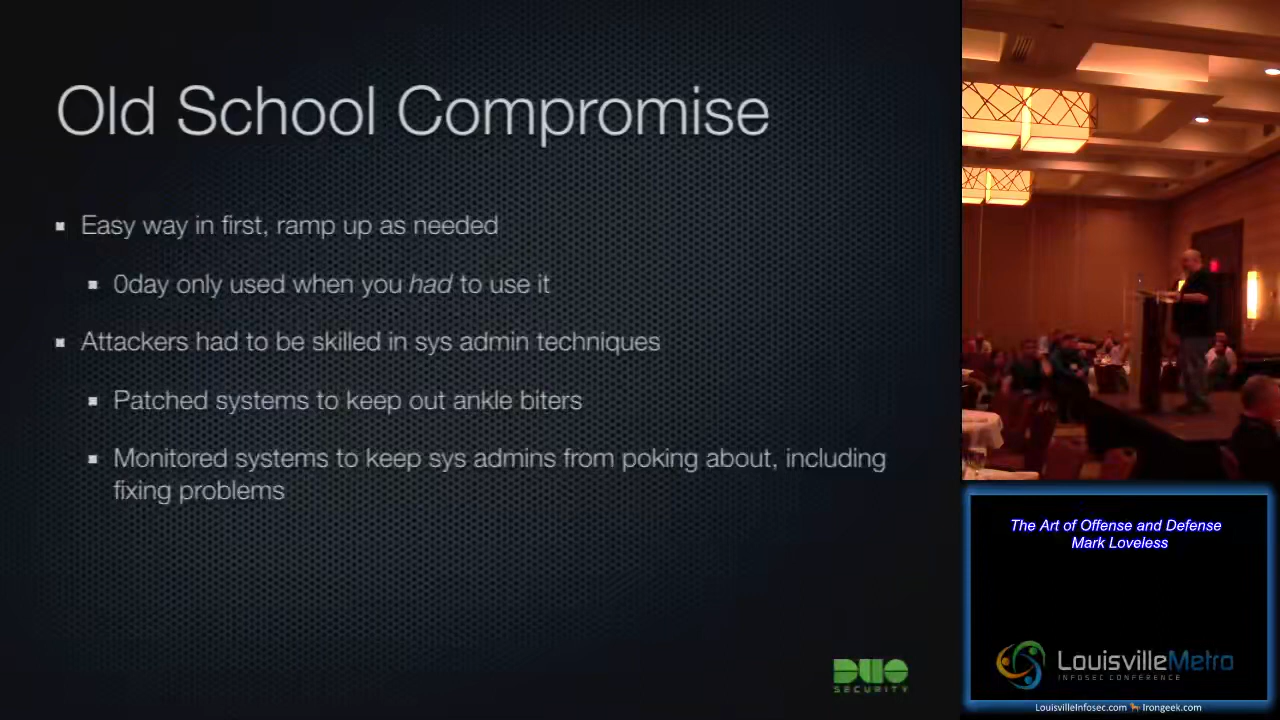 Old School Compromise
Easy way in first, ramp up as needed
0day only used when you had to use it
Attackers had to be skilled in sys admin techniques
Patched systems to keep out ankle biters
Monitored systems to keep sys admins from poking about, including
fixing problems
DUO
SECURITY
The Art of Offense and Defense
Mark Loveless
LouisvilleMetro
INFOSEC CONFERENCE
LouisvilleInfosec.com Irongeek.com